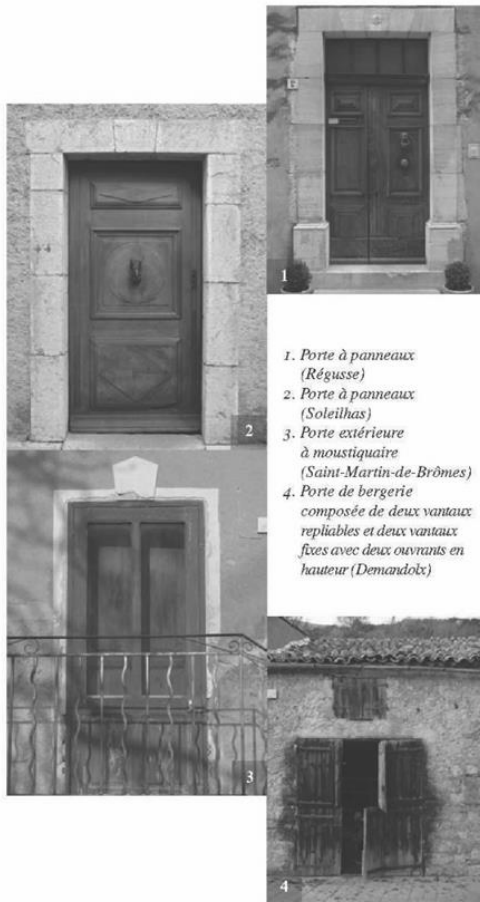 1
2
1. Porte à panneaux
(Régusse)
2. Porte à panneaux
(Soleilhas)
3. Porte extérieure
à moustiquaire
(Saint-Martin-de-Brômes)
4. Porte de bergerie
composée de deux vantaux
repliables et deux vantaux
fixes avec deux ouvrants en
hauteur (Demandolx)
3
4